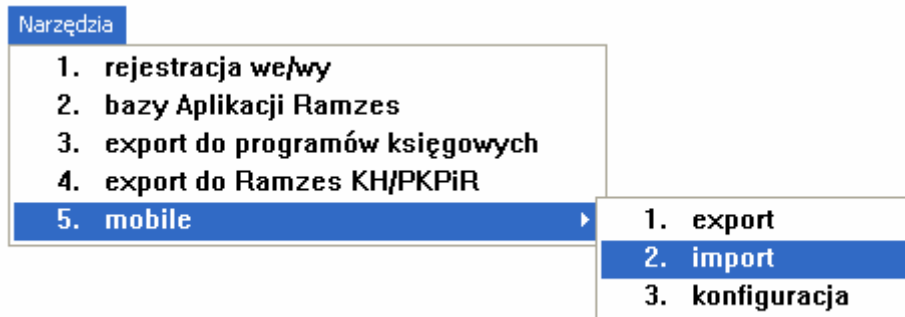 Narzędzia
1. rejestracja we/wy
2. bazy Aplikacji Ramzes
3. export do programów księgowych
4. export do Ramzes KH/PKPiR
5. mobile
1. export
2. import
3. konfiguracja